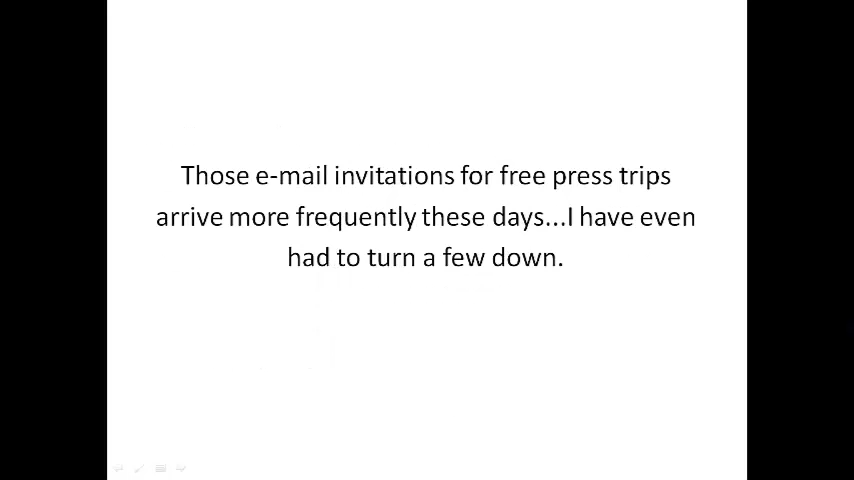 Those e-mail invitations for free press trips
arrive more frequently these days...I have even
had to turn a few down.